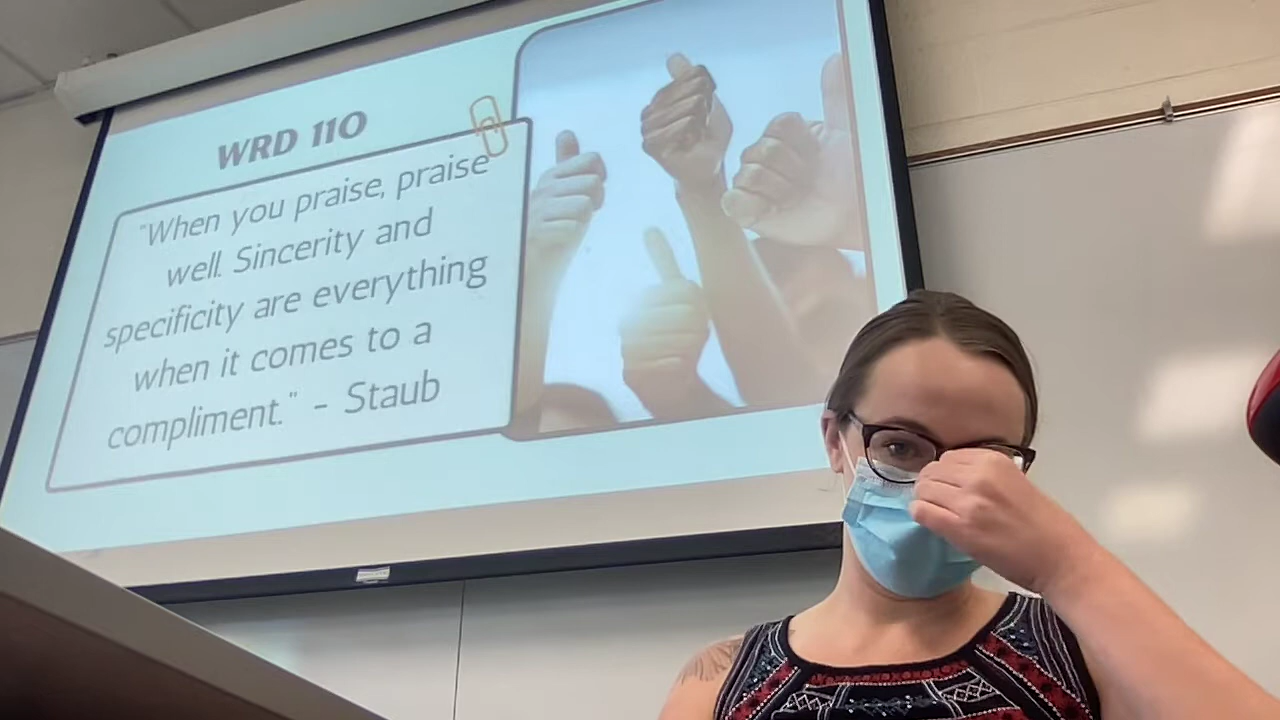 WRD 110
"When you praise, praise
well. Sincerity and
specificity are everything
when it comes to a
compliment." - Staub